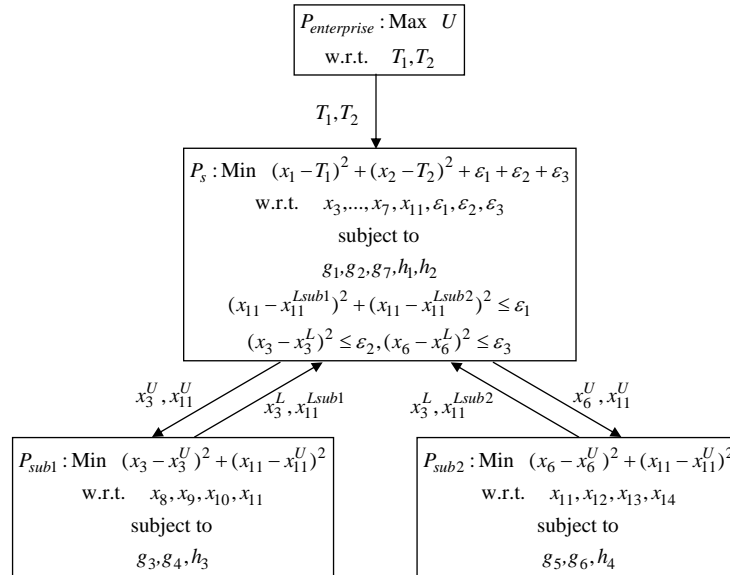 P_enterprise : Max U
w.r.t. T_1, T_2
T_1, T_2
P_s : Min (x_1 − T_1)^2 + (x_2 − T_2)^2 + ε_1 + ε_2 + ε_3
w.r.t. x_3,..., x_7, x_11, ε_1, ε_2, ε_3
subject to
g_1, g_2, g_7, h_1, h_2
(x_11 − x_11^Lsub1)^2 + (x_11 − x_11^Lsub2)^2 ≤ ε_1
(x_3 − x_3^L)^2 ≤ ε_2, (x_6 − x_6^L)^2 ≤ ε_3
x_3^U, x_11^U
x_3^L, x_11^Lsub1
x_3^L, x_11^Lsub2
x_6^U, x_11^U
P_sub1 : Min (x_3 − x_3^U)^2 + (x_11 − x_11^U)^2
w.r.t. x_8, x_9, x_10, x_11
subject to
g_3, g_4, h_3
P_sub2 : Min (x_6 − x_6^U)^2 + (x_11 − x_11^U)^2
w.r.t. x_11, x_12, x_13, x_14
subject to
g_5, g_6, h_4